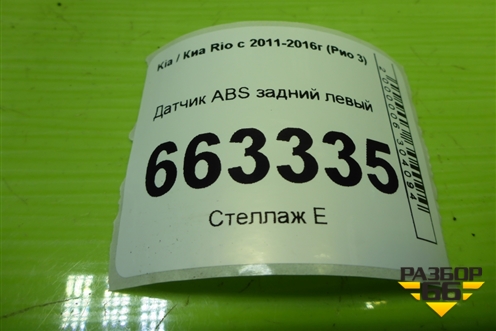 Kia / Киа Rio с 2011-2016г (Рио 3)
Датчик ABS задний левый
663335
Стеллаж Е
РАЗБОР
66